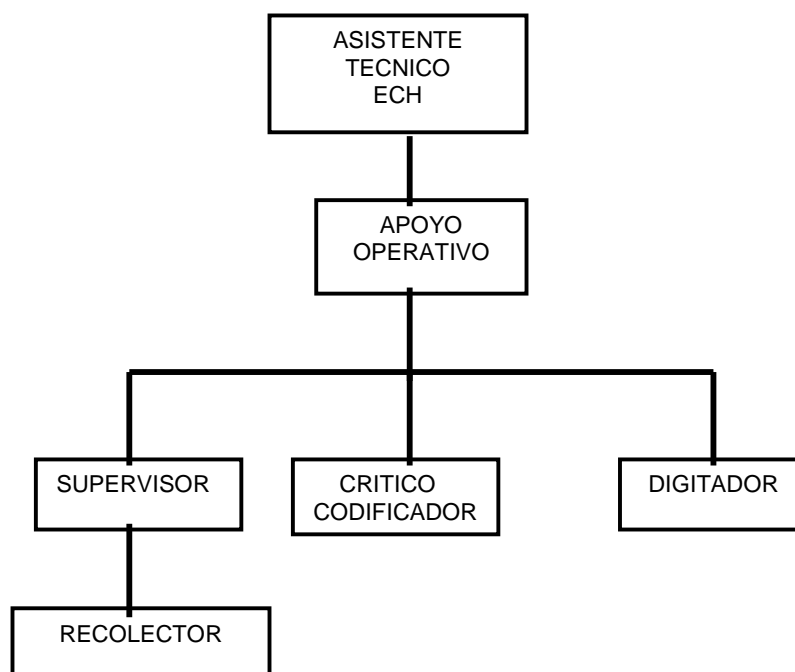 ASISTENTE
TECNICO
ECH
APOYO
OPERATIVO
SUPERVISOR
CRITICO
CODIFICADOR
DIGITADOR
RECOLECTOR